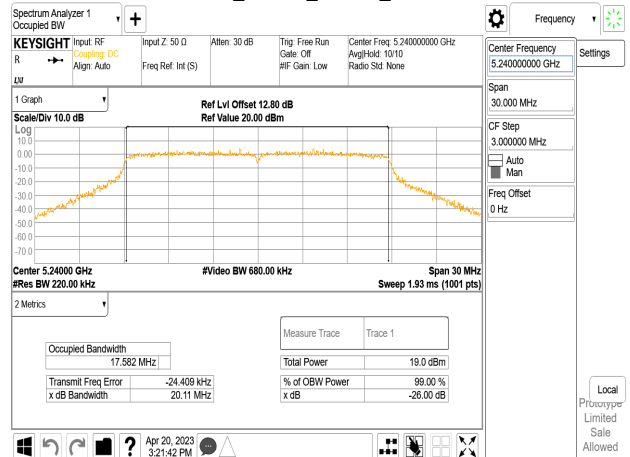 Spectrum Analyzer 1
Occupied BW
Frequency
KEYSIGHT
R
Input: RF
Coupling: DC
Align: Auto
Input Z: 50 Ω
Freq Ref: Int (S)
Atten: 30 dB
Trig: Free Run
Gate: Off
#IF Gain: Low
Center Freq: 5.240000000 GHz
Avg|Hold: 10/10
Radio Std: None
Center Frequency
5.240000000 GHz
Settings
Span
30.000 MHz
CF Step
3.000000 MHz
Auto
Man
Freq Offset
0 Hz
1 Graph
Scale/Div 10.0 dB
Ref Lvl Offset 12.80 dB
Ref Value 20.00 dBm
Log
10.0
0.00
-10.0
-20.0
-30.0
-40.0
-50.0
-60.0
-70.0
Center 5.24000 GHz
#Video BW 680.00 kHz
Span 30 MHz
#Res BW 220.00 kHz
Sweep 1.93 ms (1001 pts)
2 Metrics
Measure Trace
Trace 1
Occupied Bandwidth
17.582 MHz
Total Power
19.0 dBm
Transmit Freq Error
-24.409 kHz
% of OBW Power
99.00 %
x dB Bandwidth
20.11 MHz
x dB
-26.00 dB
Local
Prototype
Limited
Sale
Allowed
?
Apr 20, 2023
3:21:42 PM